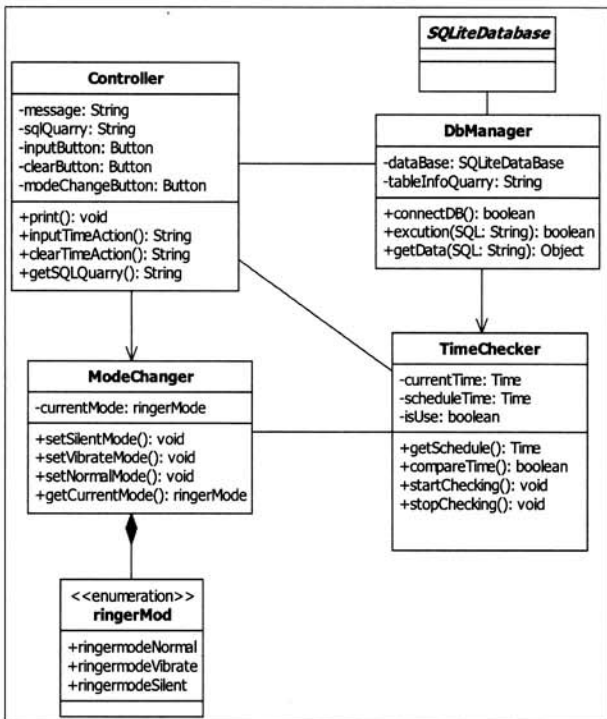 SQLiteDatabase
Controller
-message: String
-sqlQuarry: String
-inputButton: Button
-clearButton: Button
-modeChangeButton: Button
+print(): void
+inputTimeAction(): String
+clearTimeAction(): String
+getSQLQuarry(): String
DbManager
-dataBase: SQLiteDataBase
-tableInfoQuarry: String
+connectDB(): boolean
+excution(SQL: String): boolean
+getData(SQL: String): Object
ModeChanger
-currentMode: ringerMode
+setSilentMode(): void
+setVibrateMode(): void
+setNormalMode(): void
+getCurrentMode(): ringerMode
TimeChecker
-currentTime: Time
-scheduleTime: Time
-isUse: boolean
+getSchedule(): Time
+compareTime(): boolean
+startChecking(): void
+stopChecking(): void
<<enumeration>>
ringerMod
+ringermodeNormal
+ringermodeVibrate
+ringermodeSilent